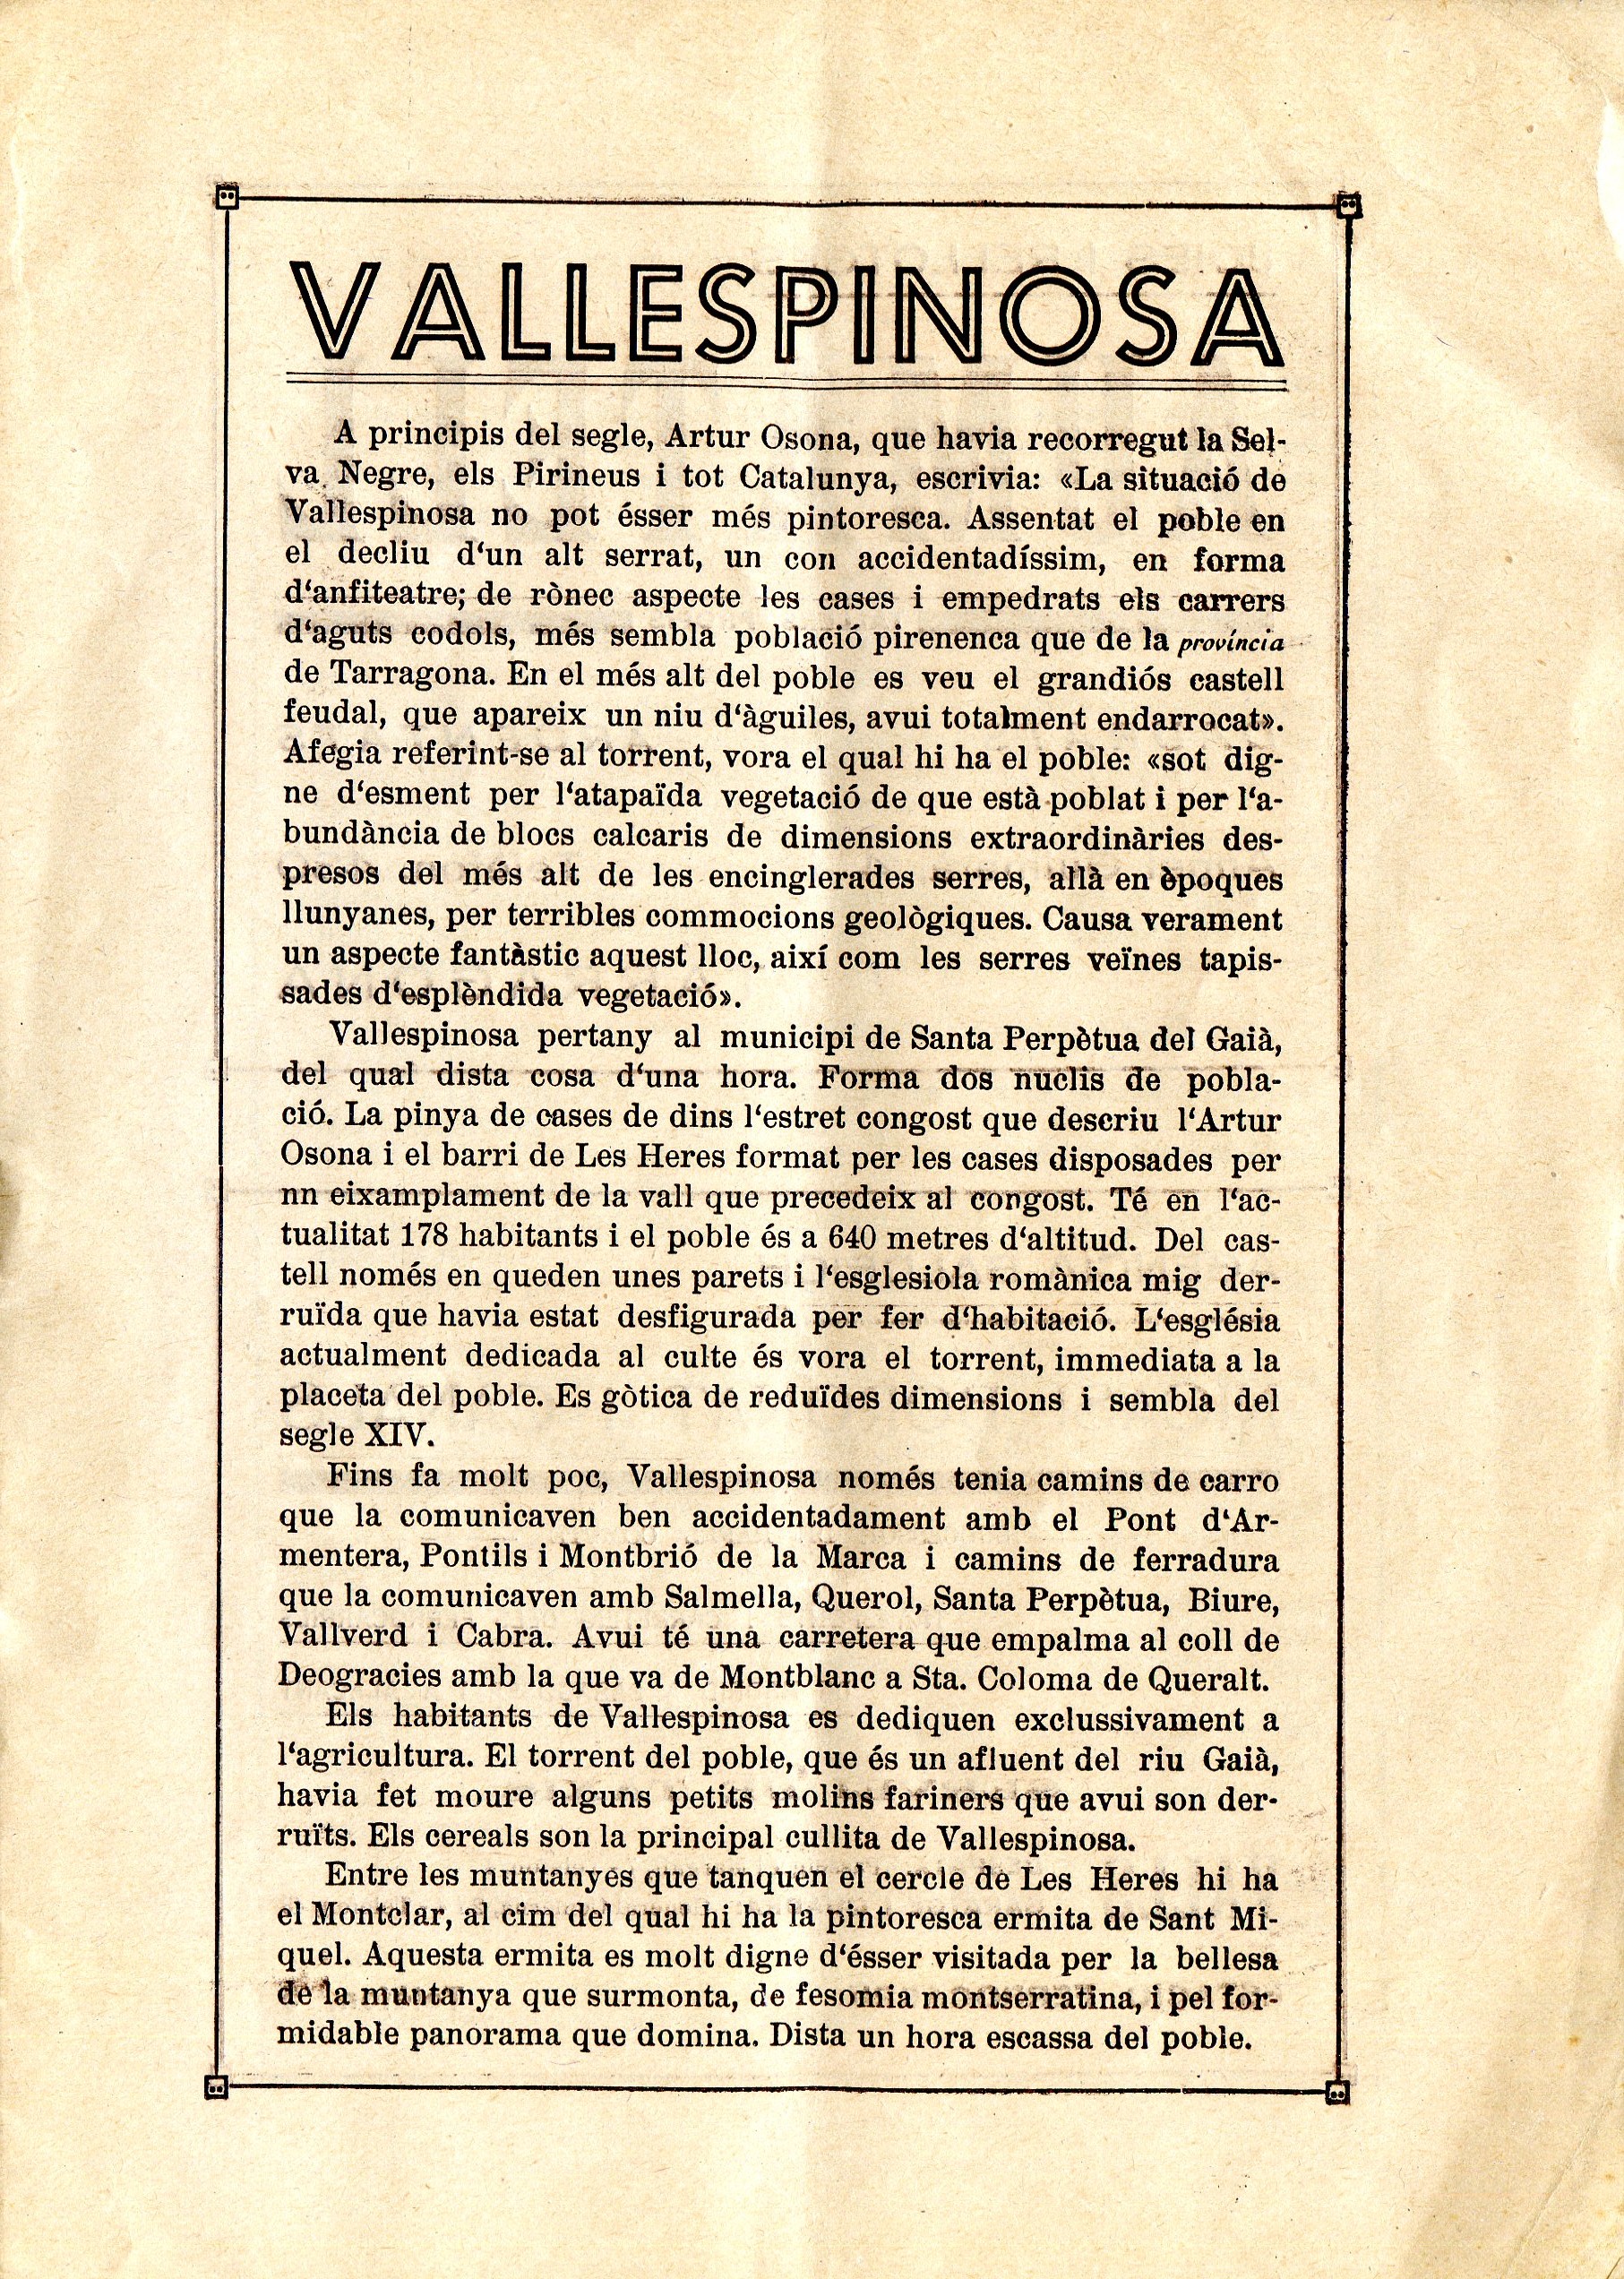 VALLESPINOSA
A principis del segle, Artur Osona, que havia recorregut la Sel-
va Negre, els Pirineus i tot Catalunya, escrivia: «La situació de
Vallespinosa no pot ésser més pintoresca. Assentat el poble en
el decliu d‘un alt serrat, un con accidentadíssim, en forma
d‘anfiteatre; de rònec aspecte les cases i empedrats els carrers
d‘aguts codols, més sembla població pirenenca que de la província
de Tarragona. En el més alt del poble es veu el grandiós castell
feudal, que apareix un niu d‘àguiles, avui totalment endarrocat».
Afegia referint-se al torrent, vora el qual hi ha el poble: «sot dig-
ne d‘esment per l‘atapaïda vegetació de que està poblat i per l‘a-
bundància de blocs calcaris de dimensions extraordinàries des-
presos del més alt de les encinglerades serres, allà en èpoques
llunyanes, per terribles commocions geològiques. Causa verament
un aspecte fantàstic aquest lloc, així com les serres veïnes tapis-
sades d‘esplèndida vegetació».
Vallespinosa pertany al municipi de Santa Perpètua del Gaià,
del qual dista cosa d‘una hora. Forma dos nuclis de pobla-
ció. La pinya de cases de dins l‘estret congost que descriu l‘Artur
Osona i el barri de Les Heres format per les cases disposades per
nn eixamplament de la vall que precedeix al congost. Té en l‘ac-
tualitat 178 habitants i el poble és a 640 metres d‘altitud. Del cas-
tell només en queden unes parets i l‘esglesiola romànica mig der-
ruïda que havia estat desfigurada per fer d‘habitació. L‘església
actualment dedicada al culte és vora el torrent, immediata a la
placeta del poble. Es gòtica de reduïdes dimensions i sembla del
segle XIV.
Fins fa molt poc, Vallespinosa només tenia camins de carro
que la comunicaven ben accidentadament amb el Pont d‘Ar-
mentera, Pontils i Montbrió de la Marca i camins de ferradura
que la comunicaven amb Salmella, Querol, Santa Perpètua, Biure,
Vallverd i Cabra. Avui té una carretera que empalma al coll de
Deogracies amb la que va de Montblanc a Sta. Coloma de Queralt.
Els habitants de Vallespinosa es dediquen exclussivament a
l‘agricultura. El torrent del poble, que és un afluent del riu Gaià,
havia fet moure alguns petits molins fariners que avui son der-
ruïts. Els cereals son la principal cullita de Vallespinosa.
Entre les muntanyes que tanquen el cercle de Les Heres hi ha
el Montclar, al cim del qual hi ha la pintoresca ermita de Sant Mi-
quel. Aquesta ermita es molt digne d‘ésser visitada per la bellesa
de la muntanya que surmonta, de fesomia montserratina, i pel for-
midable panorama que domina. Dista un hora escassa del poble.